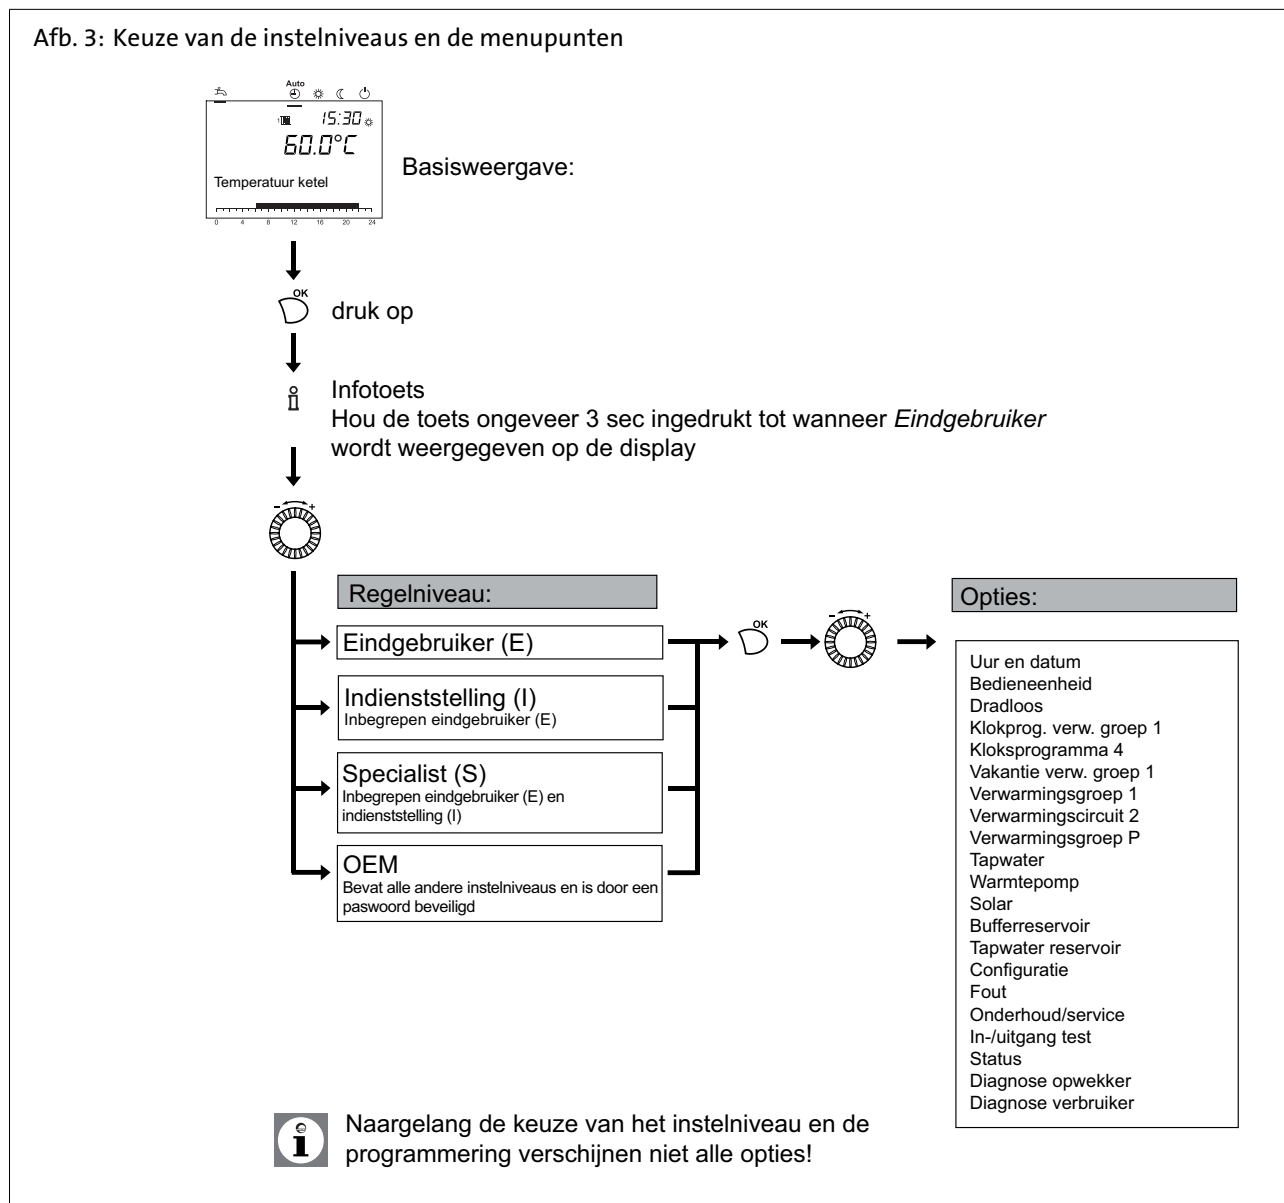 Afb. 3: Keuze van de instelniveaus en de menupunten
Auto
15:30
1
60.0°C
Temperatuur ketel
0 4 8 12 16 20 24
Basisweergave:
OK
druk op
Infotoets
Hou de toets ongeveer 3 sec ingedrukt tot wanneer Eindgebruiker
wordt weergegeven op de display
- +
Regelniveau:
Eindgebruiker (E)
Indienststelling (I)
Inbegrepen eindgebruiker (E)
Specialist (S)
Inbegrepen eindgebruiker (E) en
indienststelling (I)
OEM
Bevat alle andere instelniveaus en is door een
paswoord beveiligd
OK
- +
Opties:
Uur en datum
Bedieneenheid
Dradloos
Klokprog. verw. groep 1
Kloksprogramma 4
Vakantie verw. groep 1
Verwarmingsgroep 1
Verwarmingscircuit 2
Verwarmingsgroep P
Tapwater
Warmtepomp
Solar
Bufferreservoir
Tapwater reservoir
Configuratie
Fout
Onderhoud/service
In-/uitgang test
Status
Diagnose opwekker
Diagnose verbruiker
Naargelang de keuze van het instelniveau en de
programmering verschijnen niet alle opties!